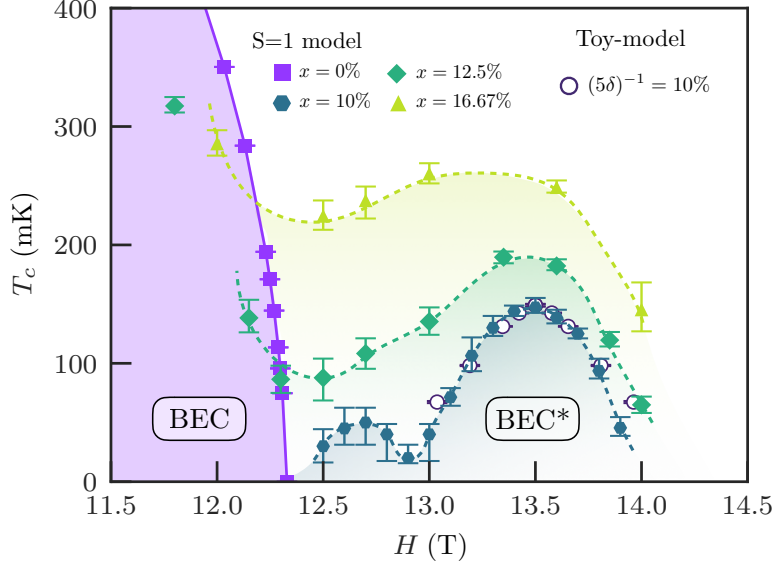 400
300
200
100
0
T_c (mK)
S=1 model
x = 0%
x = 10%
x = 12.5%
x = 16.67%
Toy-model
(5δ)⁻¹ = 10%
BEC
BEC*
11.5 12.0 12.5 13.0 13.5 14.0 14.5
H (T)